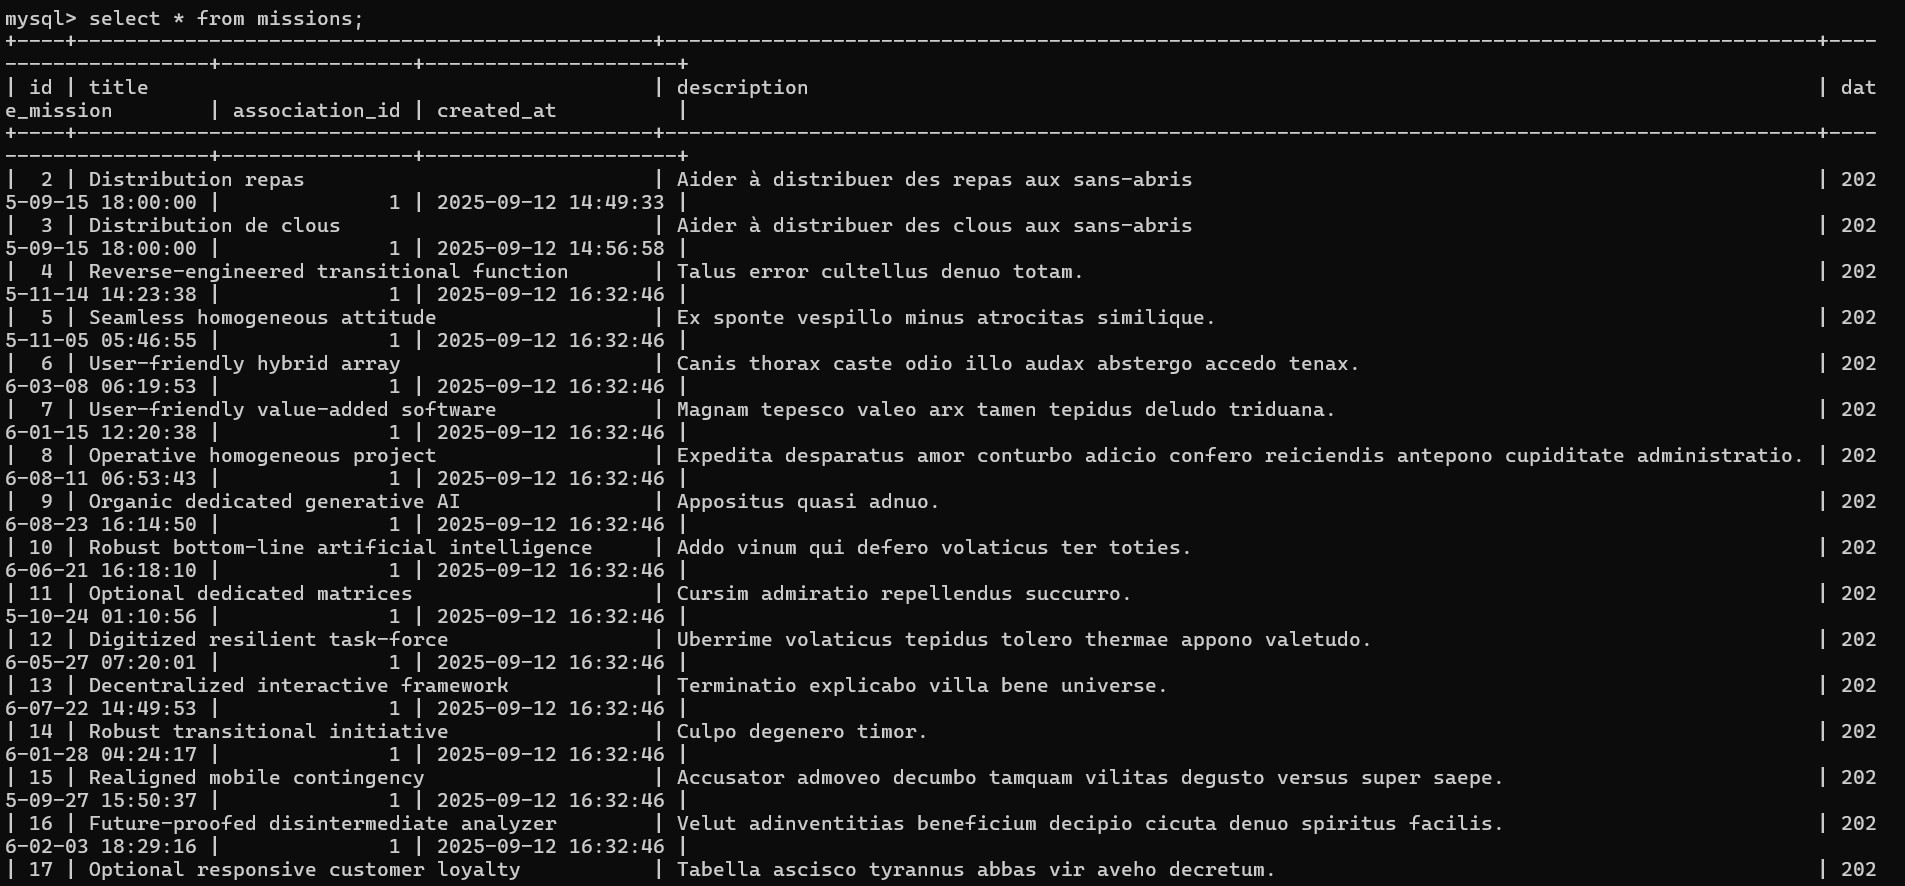 mysql> select * from missions;
+----+------------------------------------------------+------------------------------------------------------------------------------------------------+----
-----------------+----------------+---------------------+
| id | title                                          | description                                                                                    | dat
e_mission        | association_id | created_at          |
+----+------------------------------------------------+------------------------------------------------------------------------------------------------+----
-----------------+----------------+---------------------+
|  2 | Distribution repas                             | Aider à distribuer des repas aux sans-abris                                                    | 202
5-09-15 18:00:00 |              1 | 2025-09-12 14:49:33 |
|  3 | Distribution de clous                          | Aider à distribuer des clous aux sans-abris                                                    | 202
5-09-15 18:00:00 |              1 | 2025-09-12 14:56:58 |
|  4 | Reverse-engineered transitional function       | Talus error cultellus denuo totam.                                                             | 202
5-11-14 14:23:38 |              1 | 2025-09-12 16:32:46 |
|  5 | Seamless homogeneous attitude                  | Ex sponte vespillo minus atrocitas similique.                                                  | 202
5-11-05 05:46:55 |              1 | 2025-09-12 16:32:46 |
|  6 | User-friendly hybrid array                     | Canis thorax caste odio illo audax abstergo accedo tenax.                                      | 202
6-03-08 06:19:53 |              1 | 2025-09-12 16:32:46 |
|  7 | User-friendly value-added software             | Magnam tepesco valeo arx tamen tepidus deludo triduana.                                        | 202
6-01-15 12:20:38 |              1 | 2025-09-12 16:32:46 |
|  8 | Operative homogeneous project                  | Expedita desparatus amor conturbo adicio confero reiciendis antepono cupiditate administratio. | 202
6-08-11 06:53:43 |              1 | 2025-09-12 16:32:46 |
|  9 | Organic dedicated generative AI                | Appositus quasi adnuo.                                                                         | 202
6-08-23 16:14:50 |              1 | 2025-09-12 16:32:46 |
| 10 | Robust bottom-line artificial intelligence     | Addo vinum qui defero volaticus ter toties.                                                    | 202
6-06-21 16:18:10 |              1 | 2025-09-12 16:32:46 |
| 11 | Optional dedicated matrices                    | Cursim admiratio repellendus succurro.                                                         | 202
5-10-24 01:10:56 |              1 | 2025-09-12 16:32:46 |
| 12 | Digitized resilient task-force                 | Uberrime volaticus tepidus tolero thermae appono valetudo.                                     | 202
6-05-27 07:20:01 |              1 | 2025-09-12 16:32:46 |
| 13 | Decentralized interactive framework            | Terminatio explicabo villa bene universe.                                                      | 202
6-07-22 14:49:53 |              1 | 2025-09-12 16:32:46 |
| 14 | Robust transitional initiative                 | Culpo degenero timor.                                                                          | 202
6-01-28 04:24:17 |              1 | 2025-09-12 16:32:46 |
| 15 | Realigned mobile contingency                   | Accusator admoveo decumbo tamquam vilitas degusto versus super saepe.                          | 202
5-09-27 15:50:37 |              1 | 2025-09-12 16:32:46 |
| 16 | Future-proofed disintermediate analyzer        | Velut adinventitias beneficium decipio cicuta denuo spiritus facilis.                          | 202
6-02-03 18:29:16 |              1 | 2025-09-12 16:32:46 |
| 17 | Optional responsive customer loyalty           | Tabella ascisco tyrannus abbas vir aveho decretum.                                             | 202